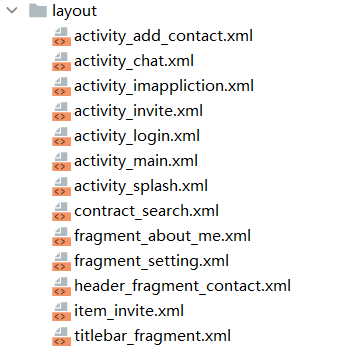 layout
activity_add_contact.xml
activity_chat.xml
activity_imappliction.xml
activity_invite.xml
activity_login.xml
activity_main.xml
activity_splash.xml
contract_search.xml
fragment_about_me.xml
fragment_setting.xml
header_fragment_contact.xml
item_invite.xml
titlebar_fragment.xml